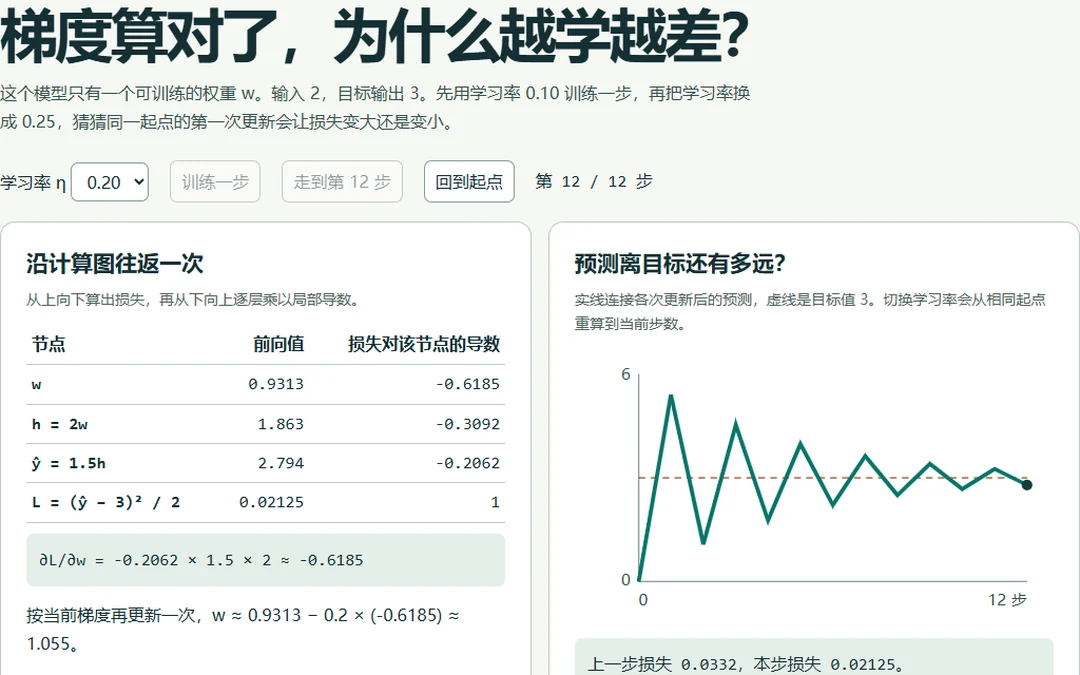 梯度算对了，为什么越学越差？
这个模型只有一个可训练的权重 w。输入 2，目标输出 3。先用学习率 0.10 训练一步，再把学习率换
成 0.25，猜猜同一起点的第一次更新会让损失变大还是变小。
学习率 η 0.20 训练一步 走到第 12 步 回到起点 第 12 / 12 步
沿计算图往返一次
从上向下算出损失，再从下向上逐层乘以局部导数。
节点 前向值 损失对该节点的导数
w 0.9313 -0.6185
h = 2w 1.863 -0.3092
ŷ = 1.5h 2.794 -0.2062
L = (ŷ − 3)² / 2 0.02125 1
∂L/∂w = -0.2062 × 1.5 × 2 ≈ -0.6185
按当前梯度再更新一次，w ≈ 0.9313 − 0.2 × (-0.6185) ≈
1.055。
预测离目标还有多远？
实线连接各次更新后的预测，虚线是目标值 3。切换学习率会从相同起点
重算到当前步数。
6
0
0 12 步
上一步损失 0.0332，本步损失 0.02125。